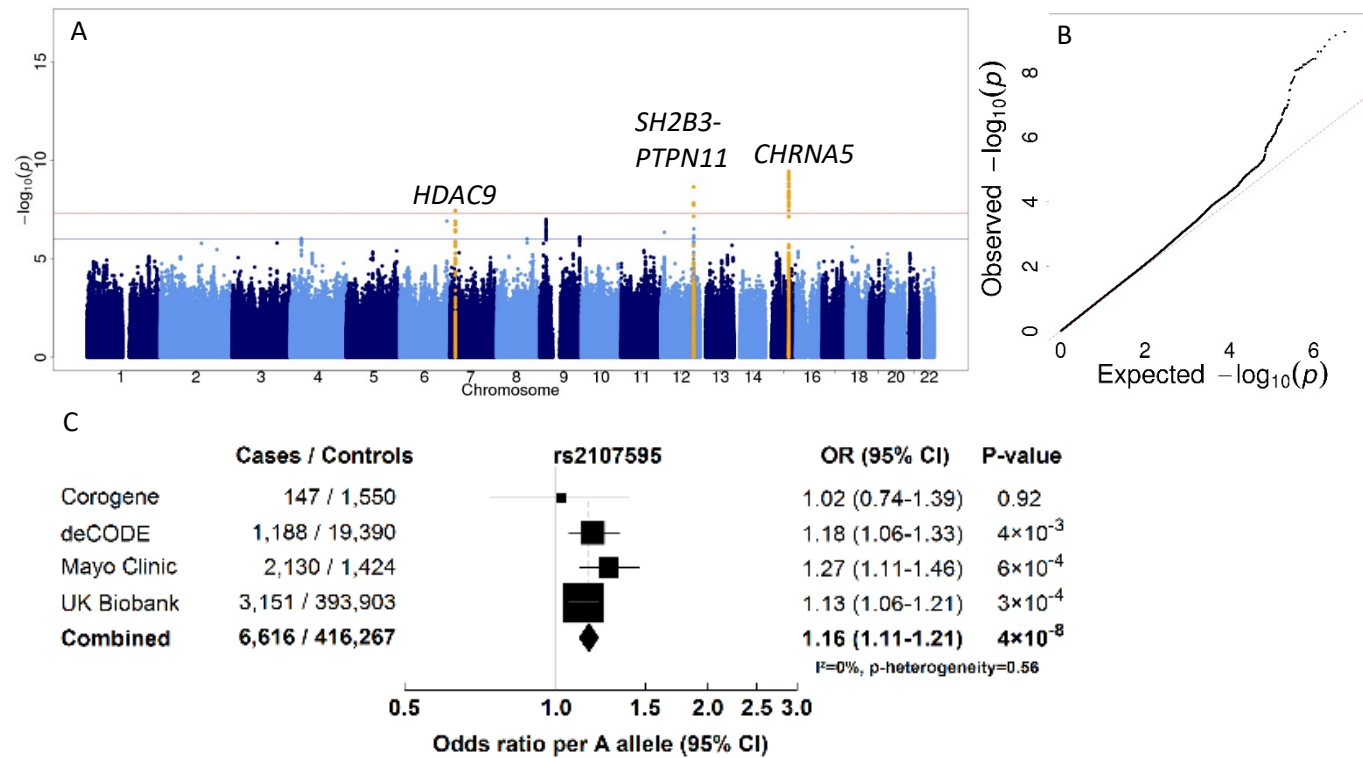 A
−log10(p)
15
10
5
0
HDAC9
SH2B3-
PTPN11
CHRNA5
1 2 3 4 5 6 7 8 9 10 11 12 13 14 16 18 20 22
Chromosome
B
Observed −log10(p)
8
6
4
2
0
0 2 4 6
Expected −log10(p)
C
Cases / Controls rs2107595 OR (95% CI) P-value
Corogene 147 / 1,550 1.02 (0.74-1.39) 0.92
deCODE 1,188 / 19,390 1.18 (1.06-1.33) 4×10-3
Mayo Clinic 2,130 / 1,424 1.27 (1.11-1.46) 6×10-4
UK Biobank 3,151 / 393,903 1.13 (1.06-1.21) 3×10-4
Combined 6,616 / 416,267 1.16 (1.11-1.21) 4×10-8
I²=0%, p-heterogeneity=0.56
0.5 1.0 1.5 2.0 2.5 3.0
Odds ratio per A allele (95% CI)